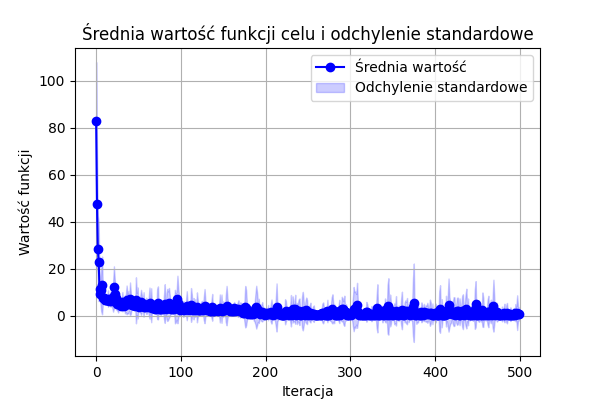 Średnia wartość funkcji celu i odchylenie standardowe
Średnia wartość
Odchylenie standardowe
Wartość funkcji
100
80
60
40
20
0
0 100 200 300 400 500
Iteracja